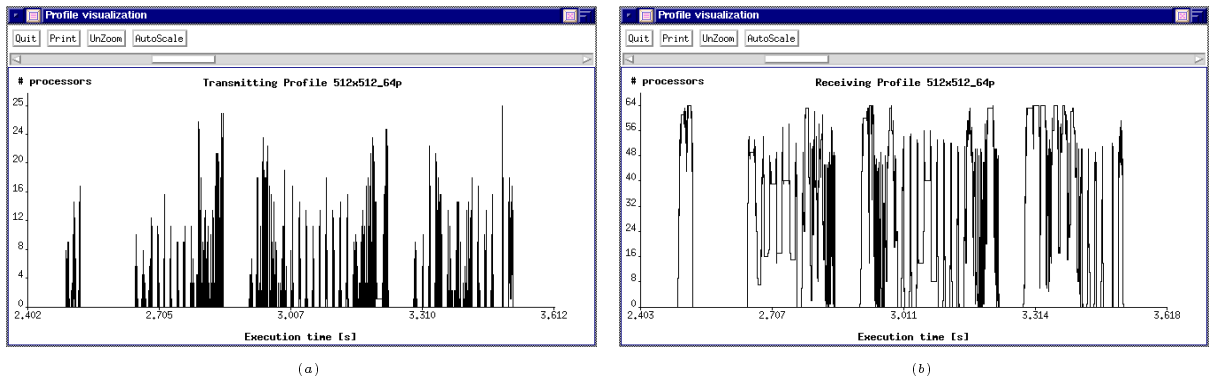 Profile visualization
Quit Print UnZoom AutoScale
# processors
Transmitting Profile 512x512_64p
25
24
20
16
12
8
4
0
2,402 2,705 3,007 3,310 3,612
Execution time [s]
(a)
Profile visualization
Quit Print UnZoom AutoScale
# processors
Receiving Profile 512x512_64p
64
56
48
40
32
24
16
8
0
2,403 2,707 3,011 3,314 3,618
Execution time [s]
(b)